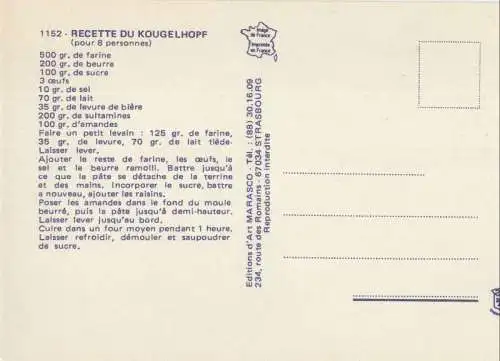 1152 - RECETTE DU KOUGELHOPF
(pour 8 personnes)
500 gr. de farine
200 gr. de beurre
100 gr. de sucre
3 œufs
10 gr. de sel
70 gr. de lait
35 gr. de levure de bière
200 gr. de sultamines
100 gr. d'émandes
Faire un petit levain : 125 gr. de farine,
35 gr. de levure, 70 gr. de lait tiède.
Laisser lever.
Ajouter le reste de farine, les œufs, le
sel et le beurre ramolli. Battre jusqu'à
ce que la pâte se détache de la terrine
et des mains. Incorporer le sucre, battre
a nouveau, ajouter les raisins.
Poser les amandes dans le fond du moule
beurré, puis la pâte jusqu'à demi-hauteur.
Laisser lever jusqu'au bord.
Cuire dans un four moyen pendant 1 heure.
Laisser refroidir, démouler et saupoudrer
de sucre.
Image
de France
Imprimée
en France
Editions d'Art MARASCO - Tél. : (88) 30.16.09
234, route des Romains - 67034 STRASBOURG
Reproduction interdite